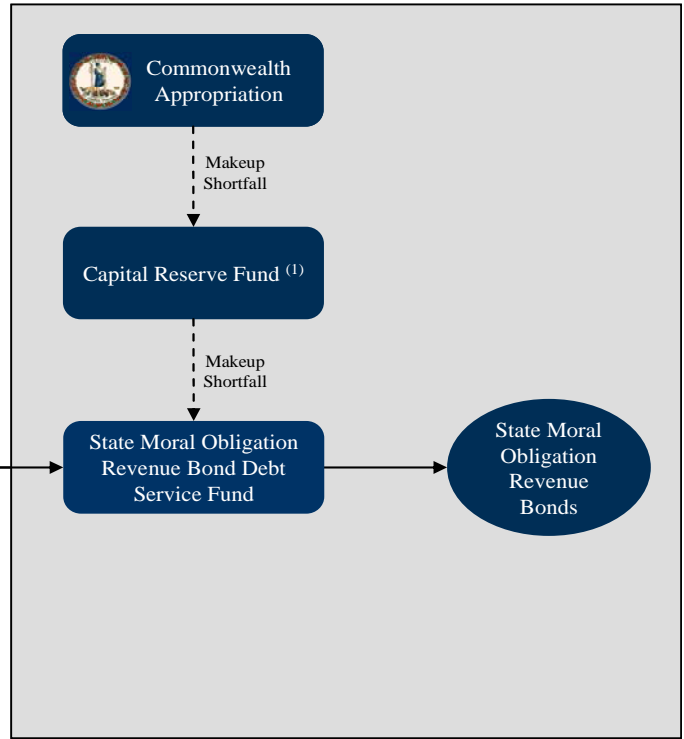 Commonwealth
Appropriation
Makeup
Shortfall
Capital Reserve Fund (1)
Makeup
Shortfall
State Moral Obligation
Revenue Bond Debt
Service Fund
State Moral
Obligation
Revenue
Bonds